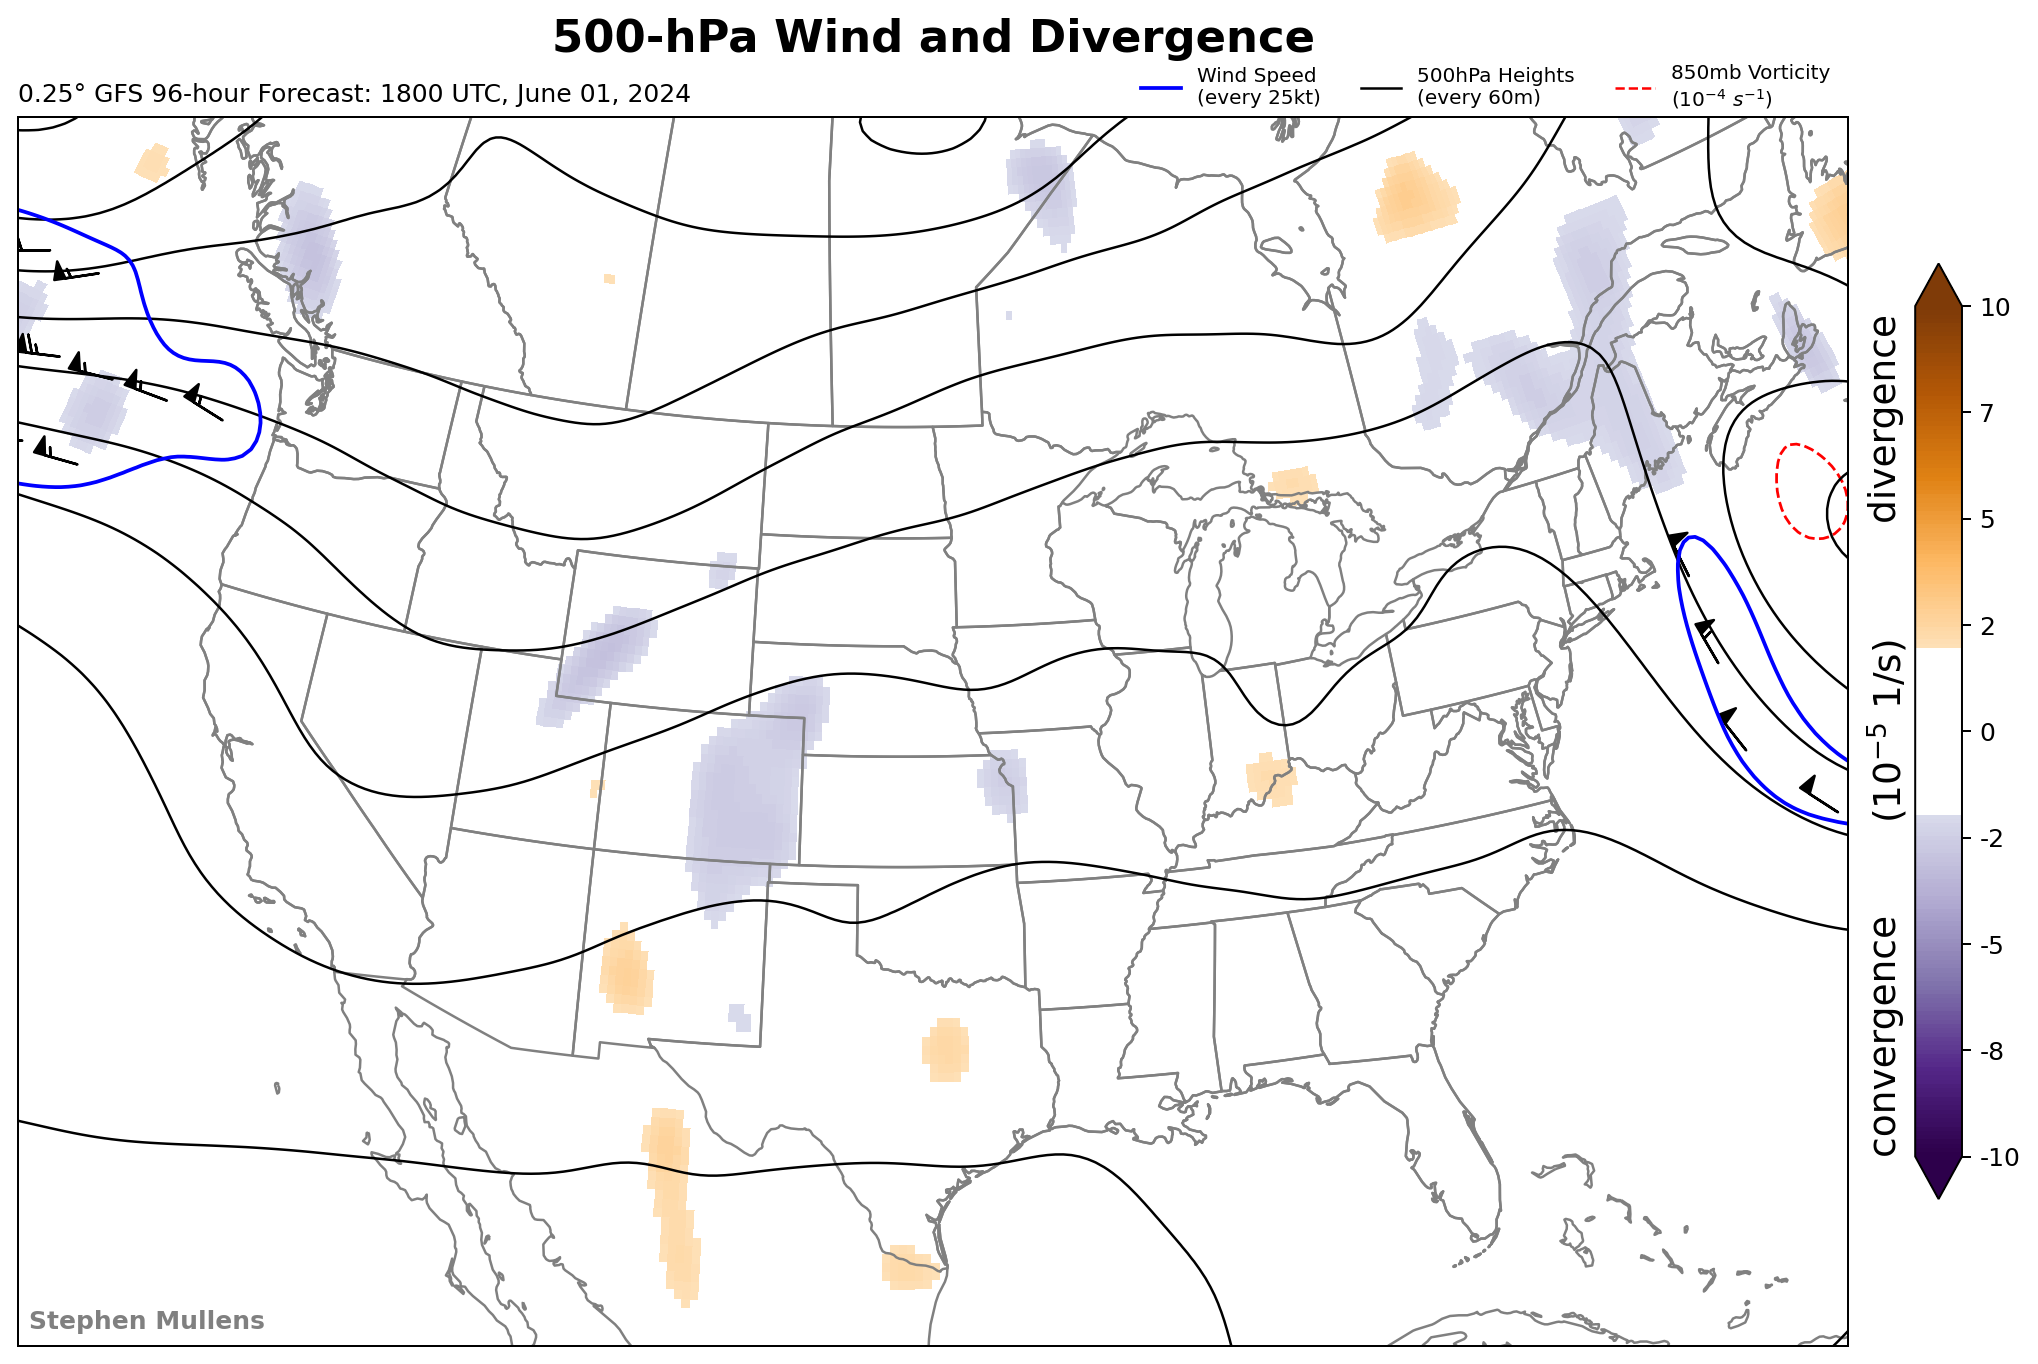 500-hPa Wind and Divergence
0.25° GFS 96-hour Forecast: 1800 UTC, June 01, 2024
Wind Speed
(every 25kt)
500hPa Heights
(every 60m)
850mb Vorticity
(10⁻⁴ s⁻¹)
10
7
5
2
0
-2
-5
-8
-10
convergence (10⁻⁵ 1/s) divergence
Stephen Mullens